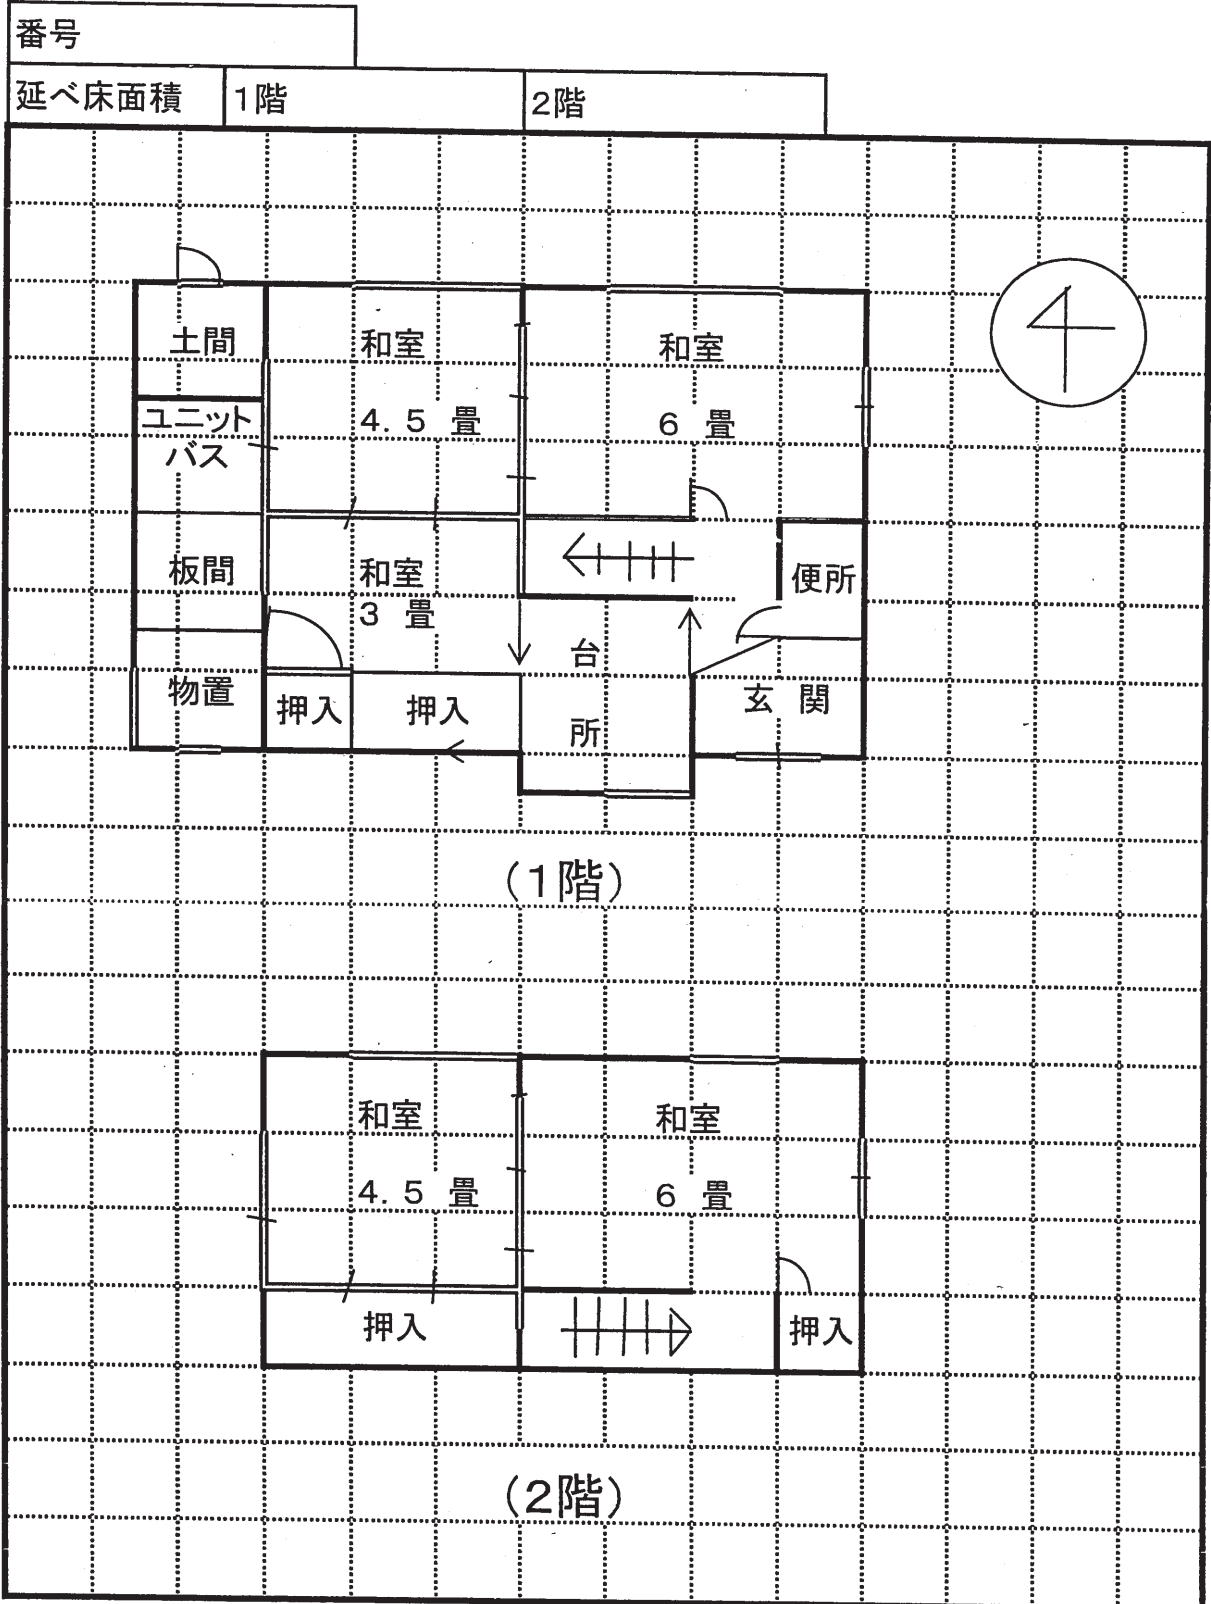 番号
延べ床面積 1階 2階
土間
和室
4.5 畳
和室
6 畳
ユニット
バス
板間
和室
3 畳
便所
台
所
物置
押入
押入
玄 関
(1階)
和室
4.5 畳
和室
6 畳
押入
押入
(2階)